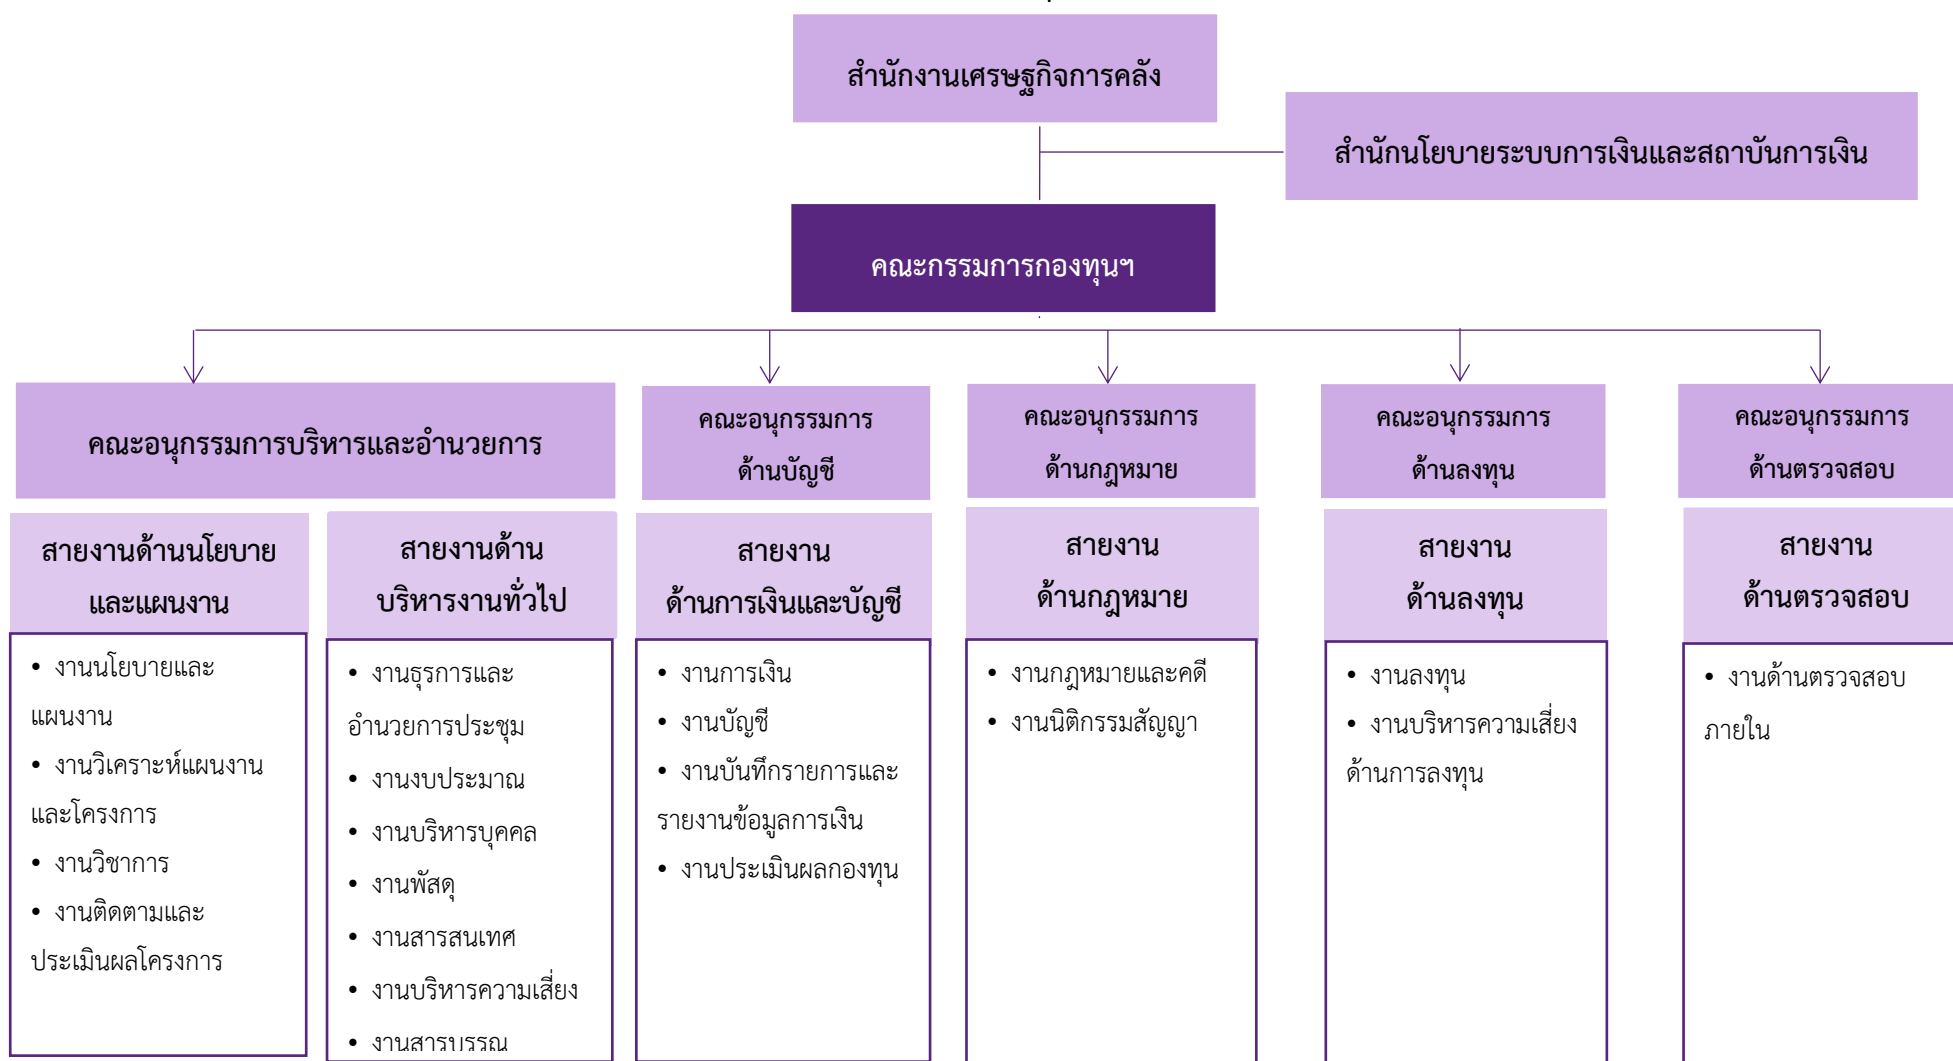 สำนักงานเศรษฐกิจการคลัง
สำนักนโยบายระบบการเงินและสถาบันการเงิน
คณะกรรมการกองทุนฯ
คณะอนุกรรมการบริหารและอำนวยการ
คณะอนุกรรมการ
ด้านบัญชี
คณะอนุกรรมการ
ด้านกฎหมาย
คณะอนุกรรมการ
ด้านลงทุน
คณะอนุกรรมการ
ด้านตรวจสอบ
สายงานด้านนโยบาย
และแผนงาน
• งานนโยบายและ
แผนงาน
• งานวิเคราะห์แผนงาน
และโครงการ
• งานวิชาการ
• งานติดตามและ
ประเมินผลโครงการ
สายงานด้าน
บริหารงานทั่วไป
• งานธุรการและ
อำนวยการประชุม
• งานงบประมาณ
• งานบริหารบุคคล
• งานพัสดุ
• งานสารสนเทศ
• งานบริหารความเสี่ยง
• งานสารบรรณ
สายงาน
ด้านการเงินและบัญชี
• งานการเงิน
• งานบัญชี
• งานบันทึกรายการและ
รายงานข้อมูลการเงิน
• งานประเมินผลกองทุน
สายงาน
ด้านกฎหมาย
• งานกฎหมายและคดี
• งานนิติกรรมสัญญา
สายงาน
ด้านลงทุน
• งานลงทุน
• งานบริหารความเสี่ยง
ด้านการลงทุน
สายงาน
ด้านตรวจสอบ
• งานด้านตรวจสอบ
ภายใน